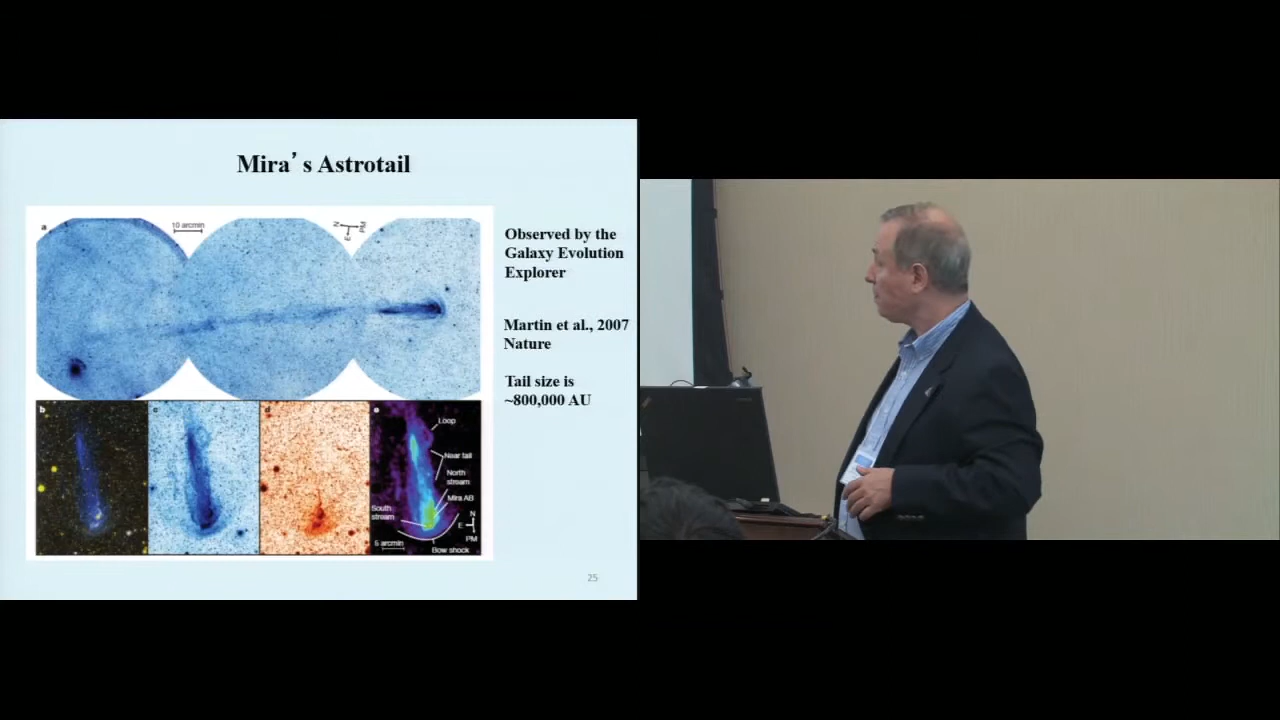 Mira’s Astrotail
a
10 arcmin
N
PM
E
Observed by the
Galaxy Evolution
Explorer
Martin et al., 2007
Nature
Tail size is
~800,000 AU
b
c
d
e
Loop
Near tail
North
stream
Mira AB
South
stream
N
E
PM
5 arcmin
Bow shock
25